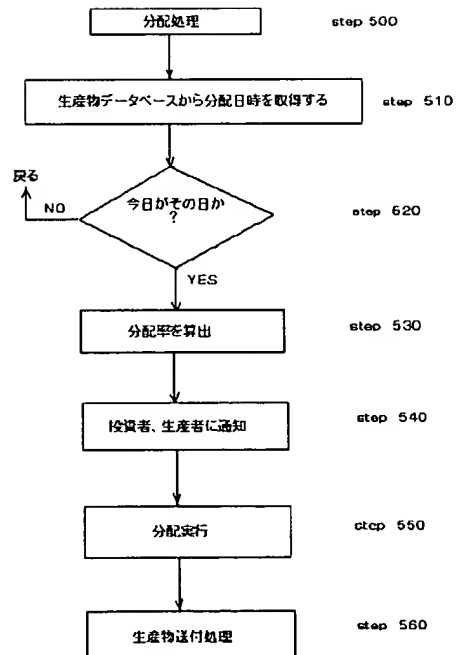 分配処理 step 500
生産物データベースから分配日時を取得する step 510
戻る
NO
今日がその日か
?
step 520
YES
分配率を算出 step 530
投資者、生産者に通知 step 540
分配実行 step 550
生産物送付処理 step 560